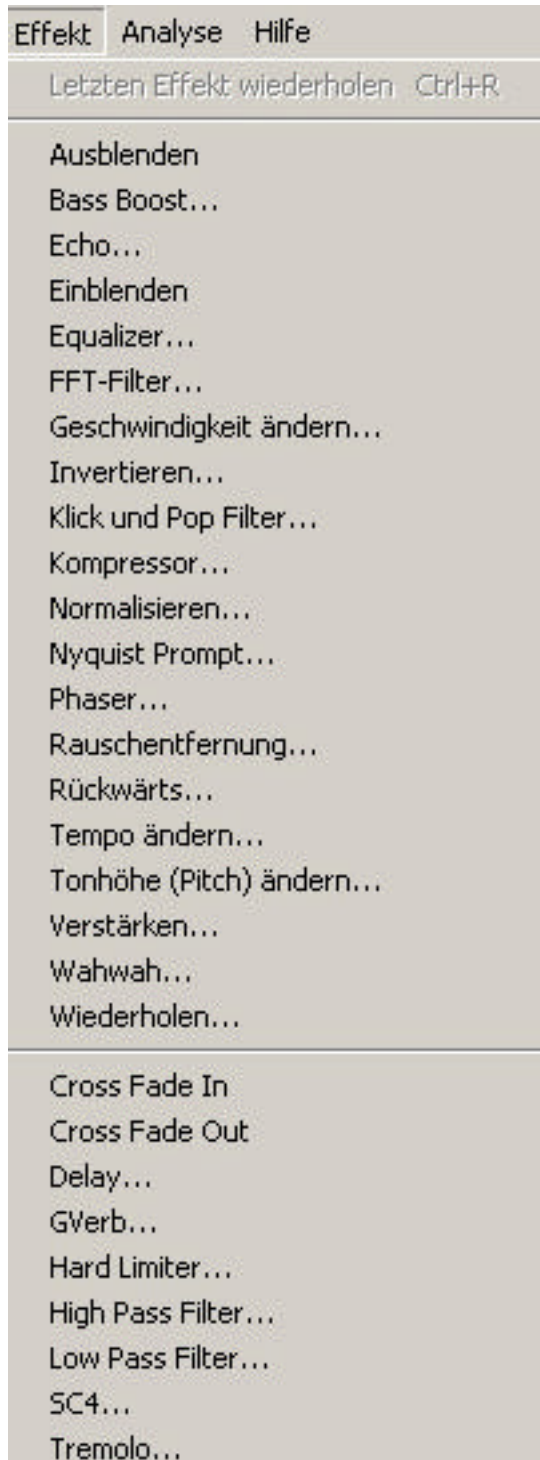 Effekt Analyse Hilfe
Letzten Effekt wiederholen Ctrl+R
Ausblenden
Bass Boost...
Echo...
Einblenden
Equalizer...
FFT-Filter...
Geschwindigkeit ändern...
Invertieren...
Klick und Pop Filter...
Kompressor...
Normalisieren...
Nyquist Prompt...
Phaser...
Rauschentfernung...
Rückwärts...
Tempo ändern...
Tonhöhe (Pitch) ändern...
Verstärken...
Wahwah...
Wiederholen...
Cross Fade In
Cross Fade Out
Delay...
GVerb...
Hard Limiter...
High Pass Filter...
Low Pass Filter...
SC4...
Tremolo...